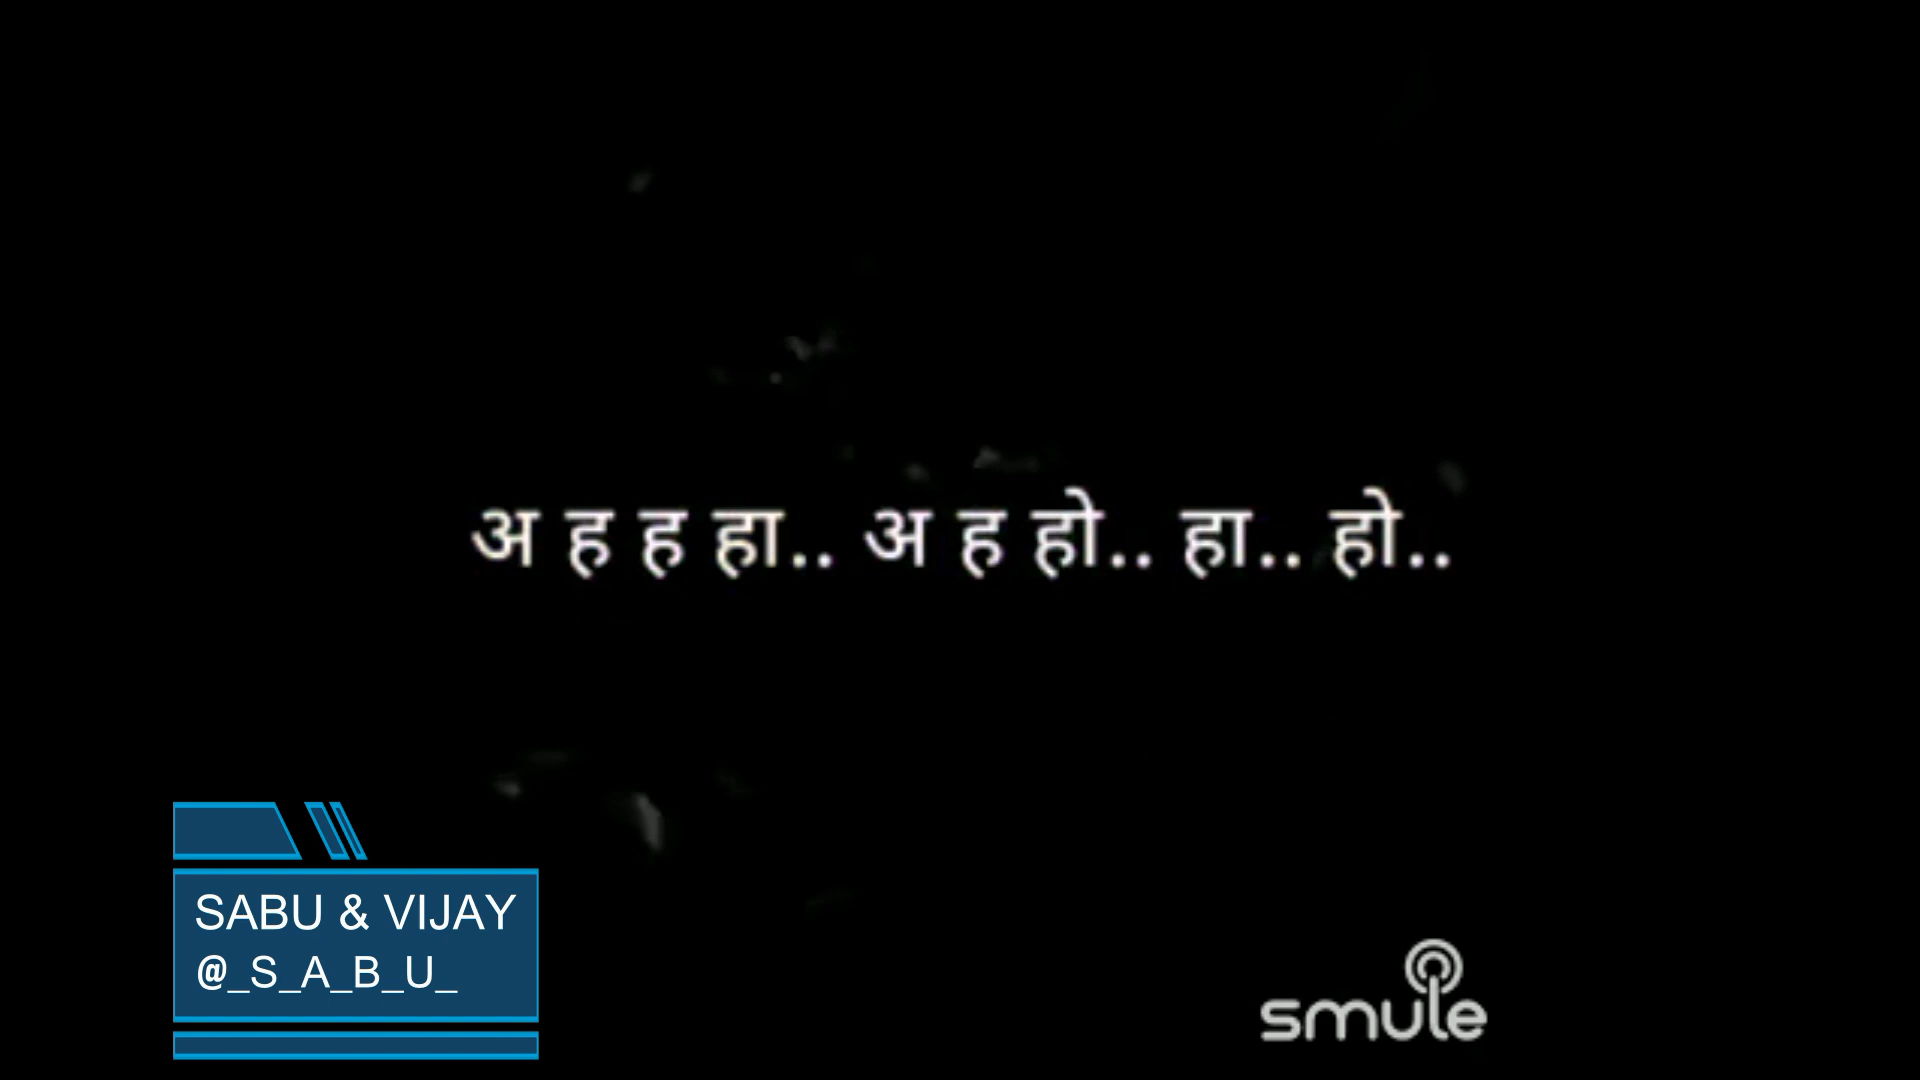 अ ह ह हा.. अ ह हो.. हा.. हो..
SABU & VIJAY
@_S_A_B_U_
smule